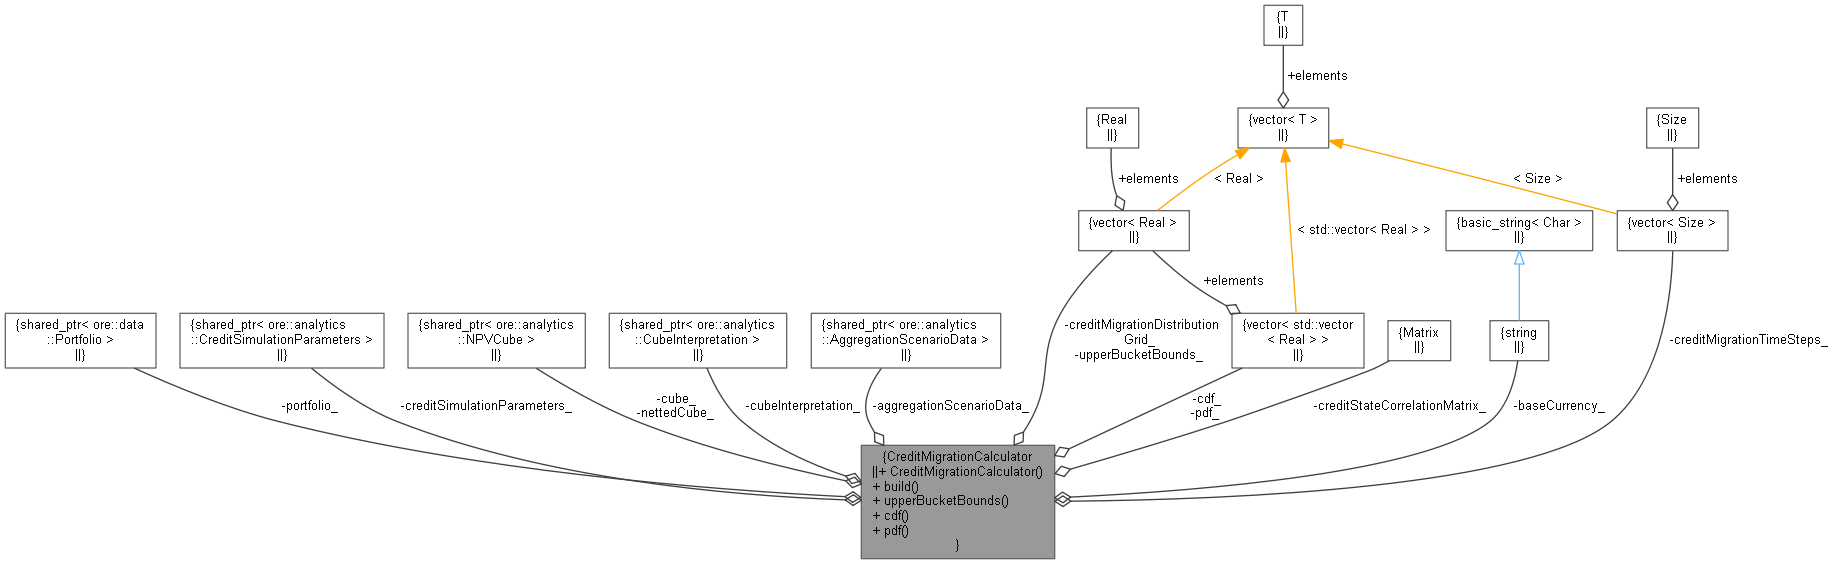 {T
||}
+elements
{Real
||}
{vector< T >
||}
{Size
||}
+elements
< Real >
< Size >
+elements
{vector< Real >
||}
< std::vector< Real > >
{basic_string< Char >
||}
{vector< Size >
||}
+elements
{shared_ptr< ore::data
::Portfolio >
||}
{shared_ptr< ore::analytics
::CreditSimulationParameters >
||}
{shared_ptr< ore::analytics
::NPVCube >
||}
{shared_ptr< ore::analytics
::CubeInterpretation >
||}
{shared_ptr< ore::analytics
::AggregationScenarioData >
||}
-creditMigrationDistribution
Grid_
-upperBucketBounds_
{vector< std::vector
< Real > >
||}
{Matrix
||}
{string
||}
-creditMigrationTimeSteps_
-portfolio_
-creditSimulationParameters_
-cube_
-nettedCube_
-cubeInterpretation_
-aggregationScenarioData_
-cdf_
-pdf_
-creditStateCorrelationMatrix_
-baseCurrency_
{CreditMigrationCalculator
||+ CreditMigrationCalculator()
+ build()
+ upperBucketBounds()
+ cdf()
+ pdf()
}